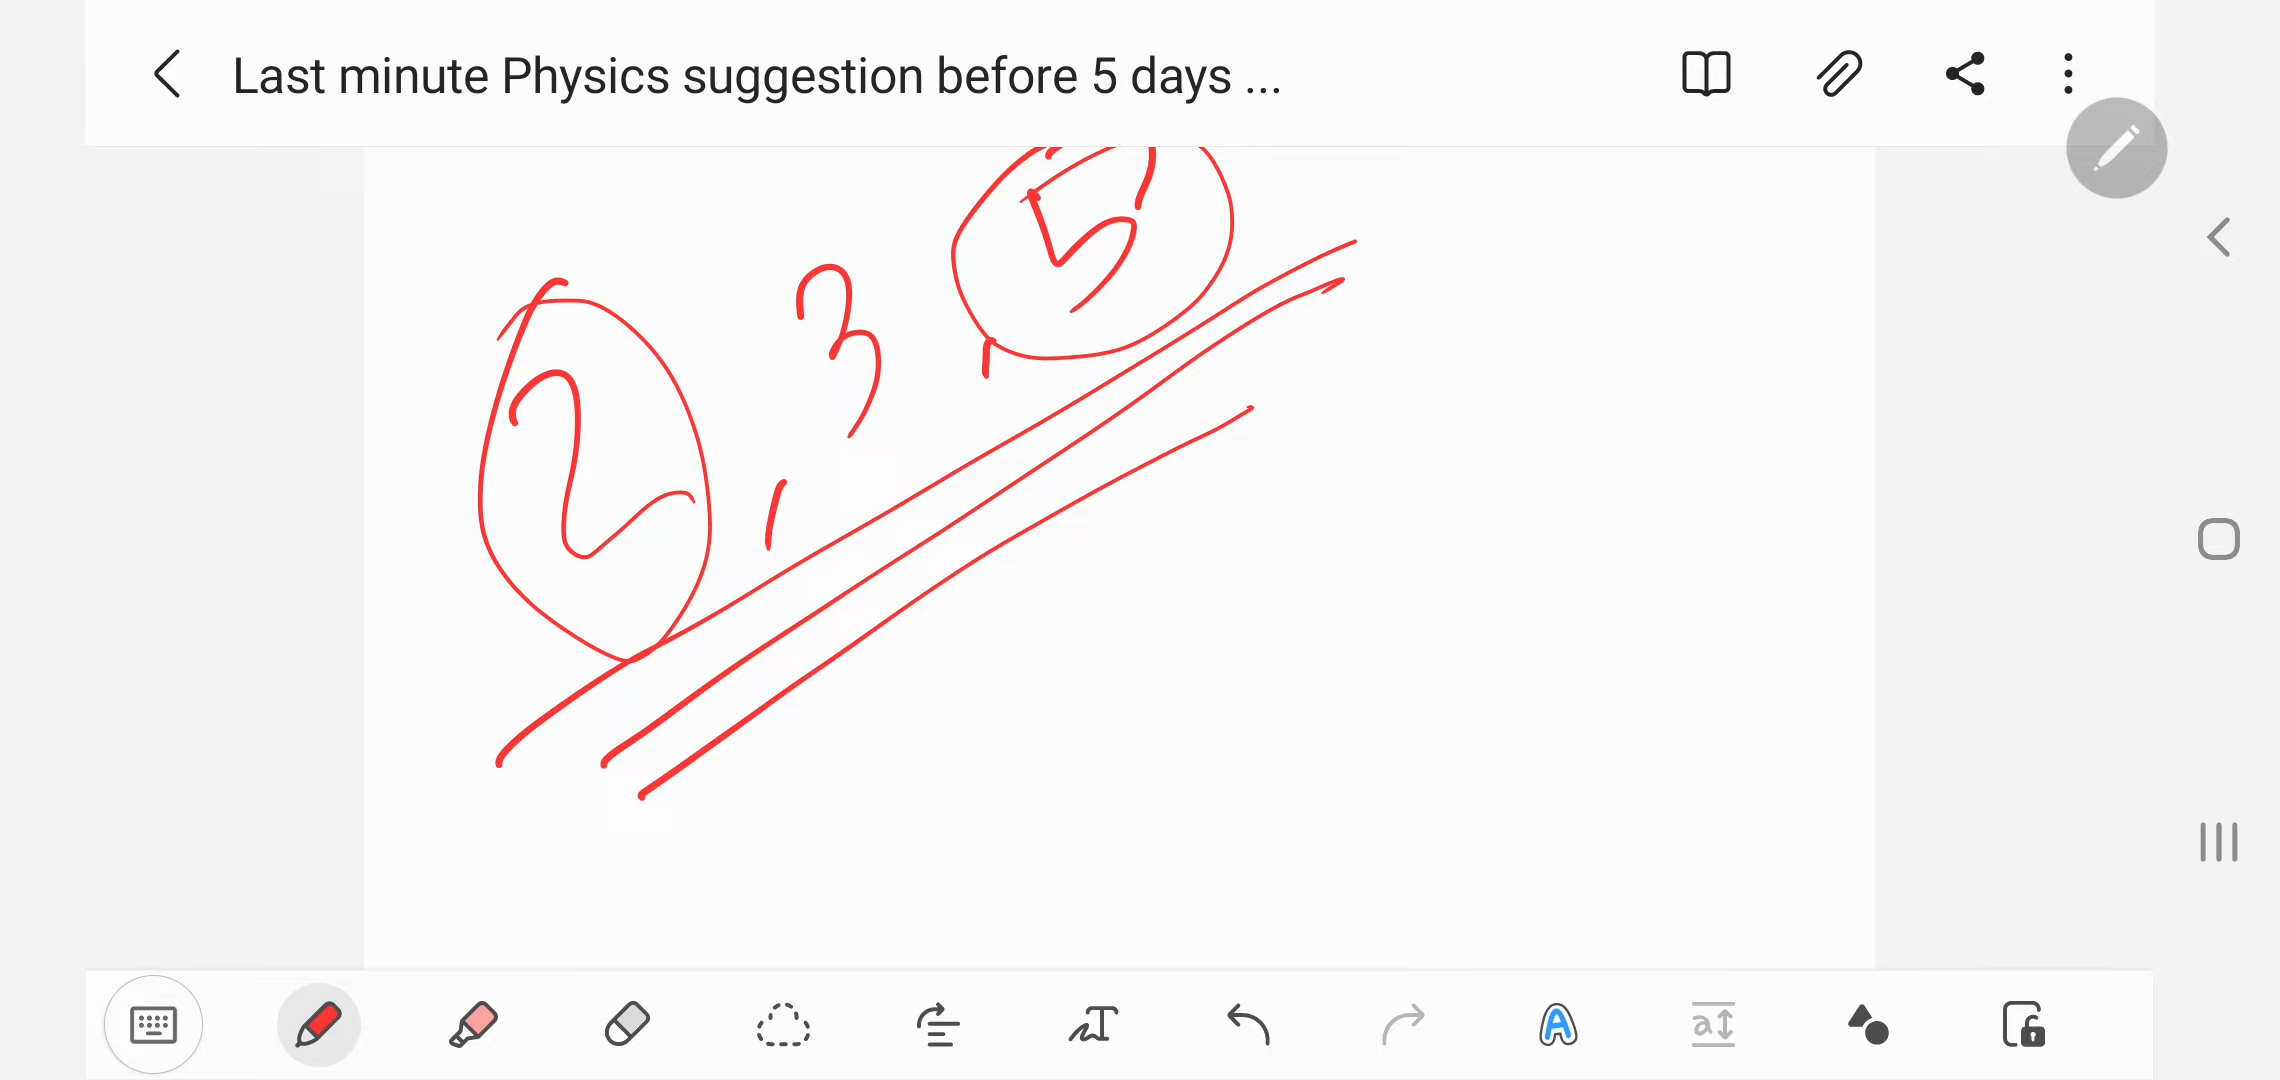 Last minute Physics suggestion before 5 days ...
2, 3, 5